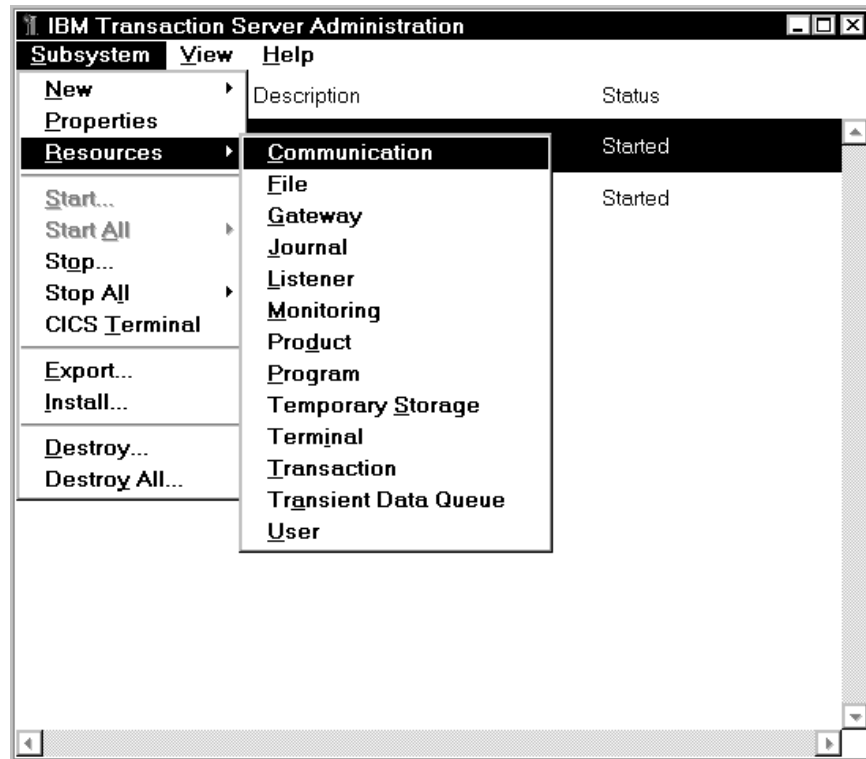 IBM Transaction Server Administration
Subsystem View Help
New
Description
Status
Properties
Resources
Communication
Started
File
Started
Start...
Gateway
Start All
Journal
Stop...
Listener
Stop All
Monitoring
CICS Terminal
Product
Export...
Program
Install...
Temporary Storage
Destroy...
Terminal
Destroy All...
Transaction
Transient Data Queue
User